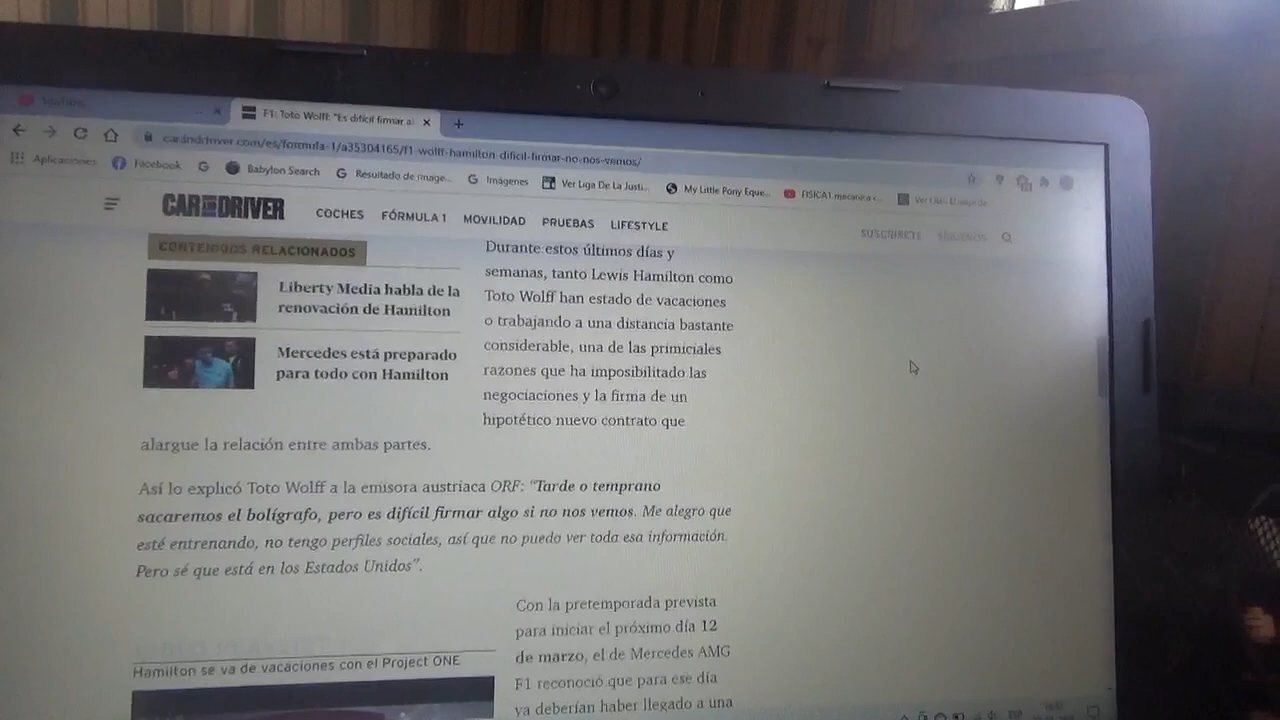 F1: Toto Wolff: "Es difícil firmar al
caranddriver.com/es/formula-1/a35304165/f1-wolff-hamilton-dificil-firmar-no-nos-vemos/
Aplicaciones
Facebook
Babylon Search
Resultado de image...
Imágenes
Ver Liga De La Justi...
My Little Pony Eque...
FISICA1 mecanica c...
CAR AND DRIVER
COCHES
FÓRMULA 1
MOVILIDAD
PRUEBAS
LIFESTYLE
SUSCRÍBETE
SÍGUENOS
CONTENIDOS RELACIONADOS
Liberty Media habla de la
renovación de Hamilton
Mercedes está preparado
para todo con Hamilton
Durante estos últimos días y
semanas, tanto Lewis Hamilton como
Toto Wolff han estado de vacaciones
o trabajando a una distancia bastante
considerable, una de las primiciales
razones que ha imposibilitado las
negociaciones y la firma de un
hipotético nuevo contrato que
alargue la relación entre ambas partes.
Así lo explicó Toto Wolff a la emisora austriaca ORF: “Tarde o temprano
sacaremos el bolígrafo, pero es difícil firmar algo si no nos vemos. Me alegro que
esté entrenando, no tengo perfiles sociales, así que no puedo ver toda esa información.
Pero sé que está en los Estados Unidos”.
Hamilton se va de vacaciones con el Project ONE
Con la pretemporada prevista
para iniciar el próximo día 12
de marzo, el de Mercedes AMG
F1 reconoció que para ese día
ya deberían haber llegado a una
ESP